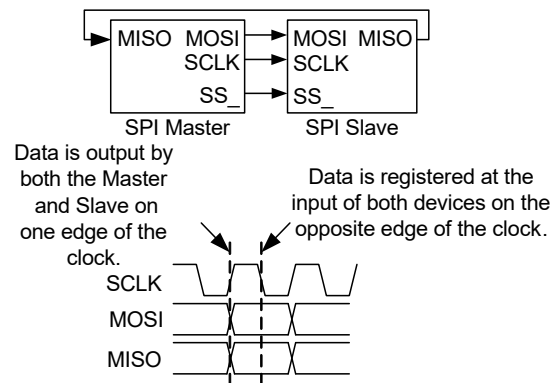 MISO MOSI MOSI MISO
SCLK SCLK
SS_ SS_
SPI Master SPI Slave
Data is output by
both the Master
and Slave on
one edge of the
clock.
Data is registered at the
input of both devices on the
opposite edge of the clock.
SCLK
MOSI
MISO